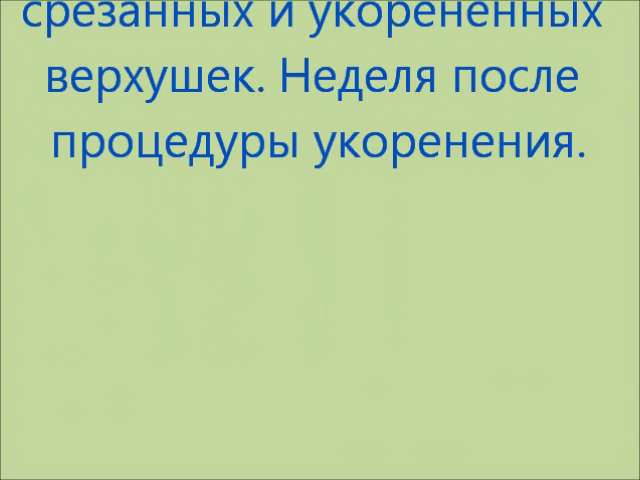 срезанных и укорененных
верхушек. Неделя после
процедуры укоренения.